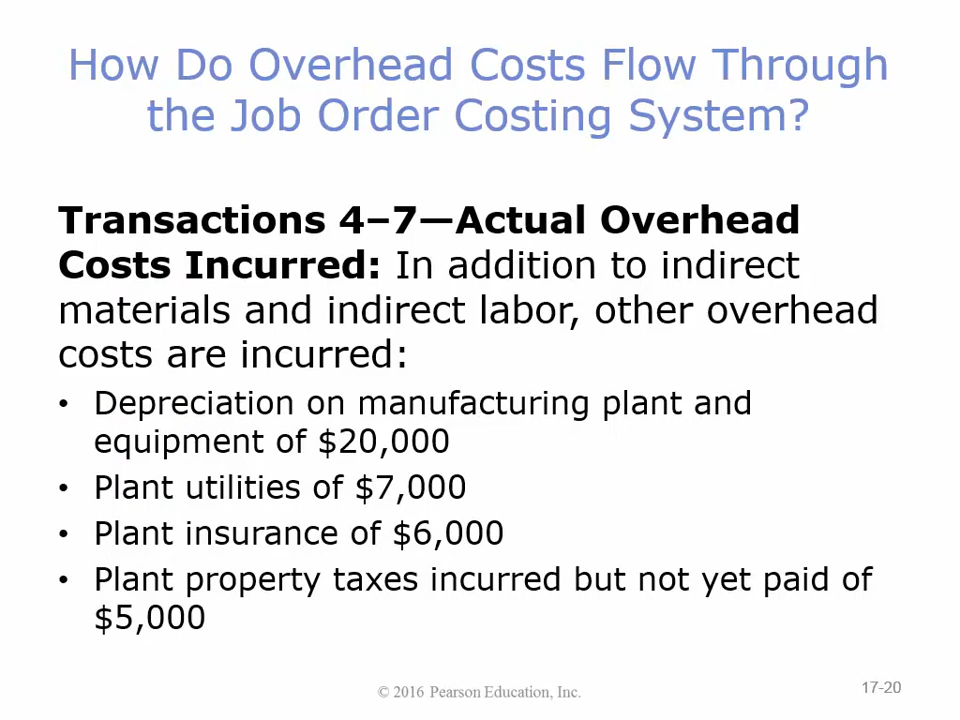 How Do Overhead Costs Flow Through
the Job Order Costing System?
Transactions 4–7—Actual Overhead
Costs Incurred: In addition to indirect
materials and indirect labor, other overhead
costs are incurred:
• Depreciation on manufacturing plant and
equipment of $20,000
• Plant utilities of $7,000
• Plant insurance of $6,000
• Plant property taxes incurred but not yet paid of
$5,000
© 2016 Pearson Education, Inc.
17-20